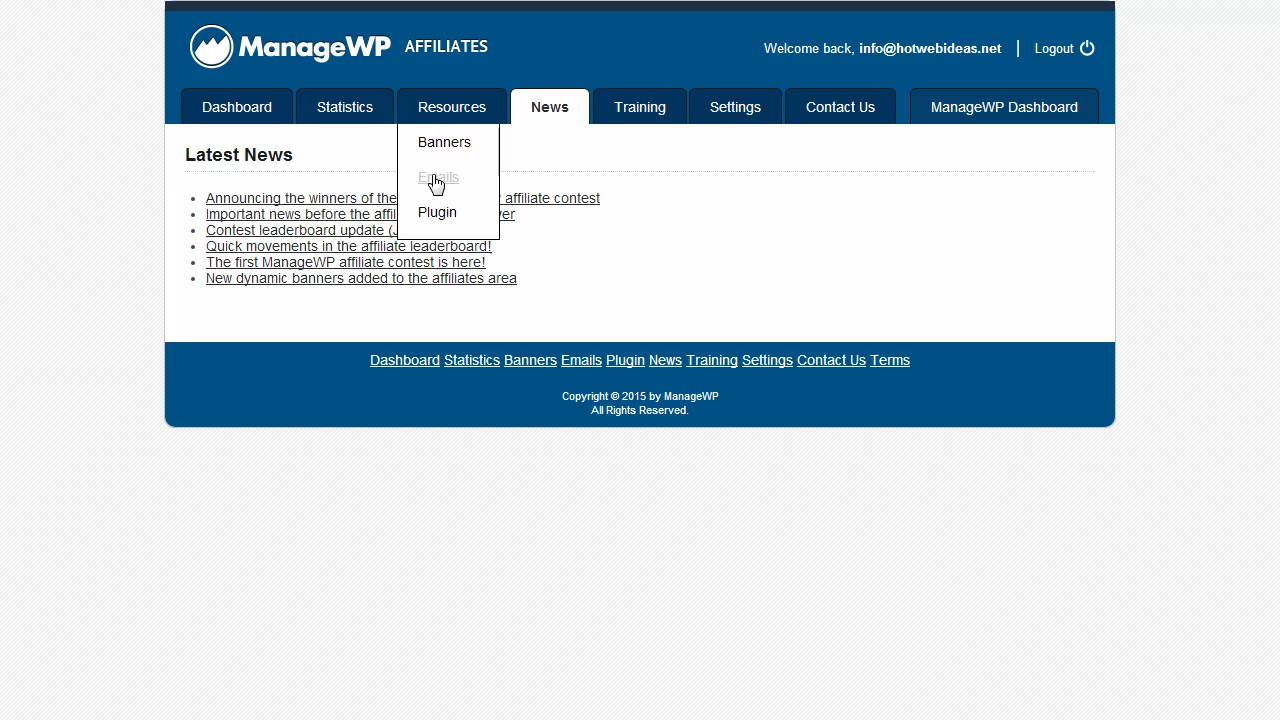 ManageWP AFFILIATES
Welcome back, info@hotwebideas.net | Logout
Dashboard Statistics Resources News Training Settings Contact Us ManageWP Dashboard
Banners
Emails
Plugin
Latest News
Announcing the winners of the affiliate contest
Important news before the affil
Contest leaderboard update (
Quick movements in the affiliate leaderboard!
The first ManageWP affiliate contest is here!
New dynamic banners added to the affiliates area
Dashboard Statistics Banners Emails Plugin News Training Settings Contact Us Terms
Copyright © 2015 by ManageWP
All Rights Reserved.